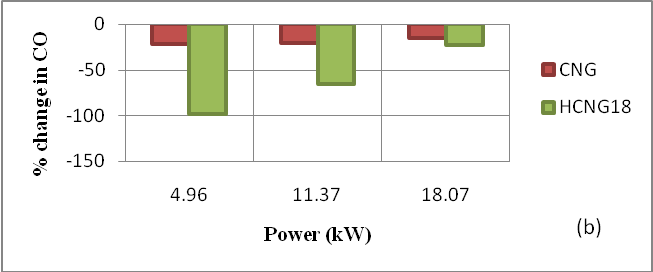 % change in CO
0
-50
-100
-150
4.96 11.37 18.07
Power (kW)
CNG
HCNG18
(b)